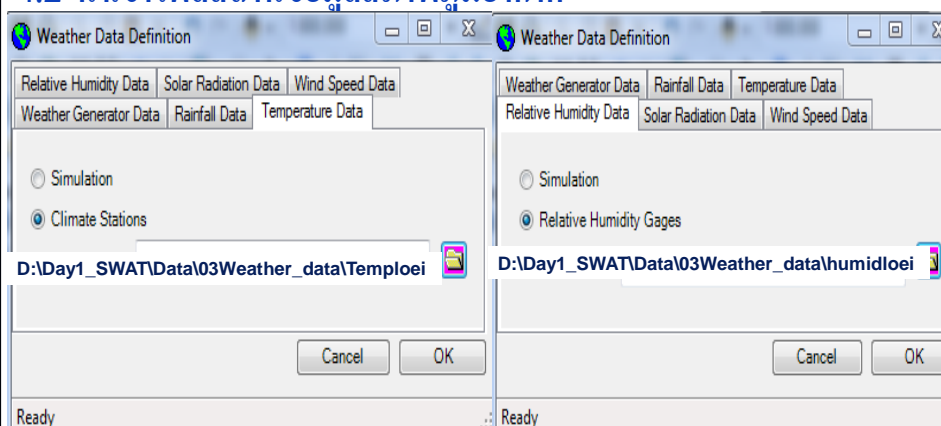 Weather Data Definition
Relative Humidity Data Solar Radiation Data Wind Speed Data
Weather Generator Data Rainfall Data Temperature Data
Simulation
Climate Stations
D:\Day1_SWAT\Data\03Weather_data\Temploei
Cancel OK
Ready
Weather Data Definition
Weather Generator Data Rainfall Data Temperature Data
Relative Humidity Data Solar Radiation Data Wind Speed Data
Simulation
Relative Humidity Gages
D:\Day1_SWAT\Data\03Weather_data\humidloei
Cancel OK
Ready